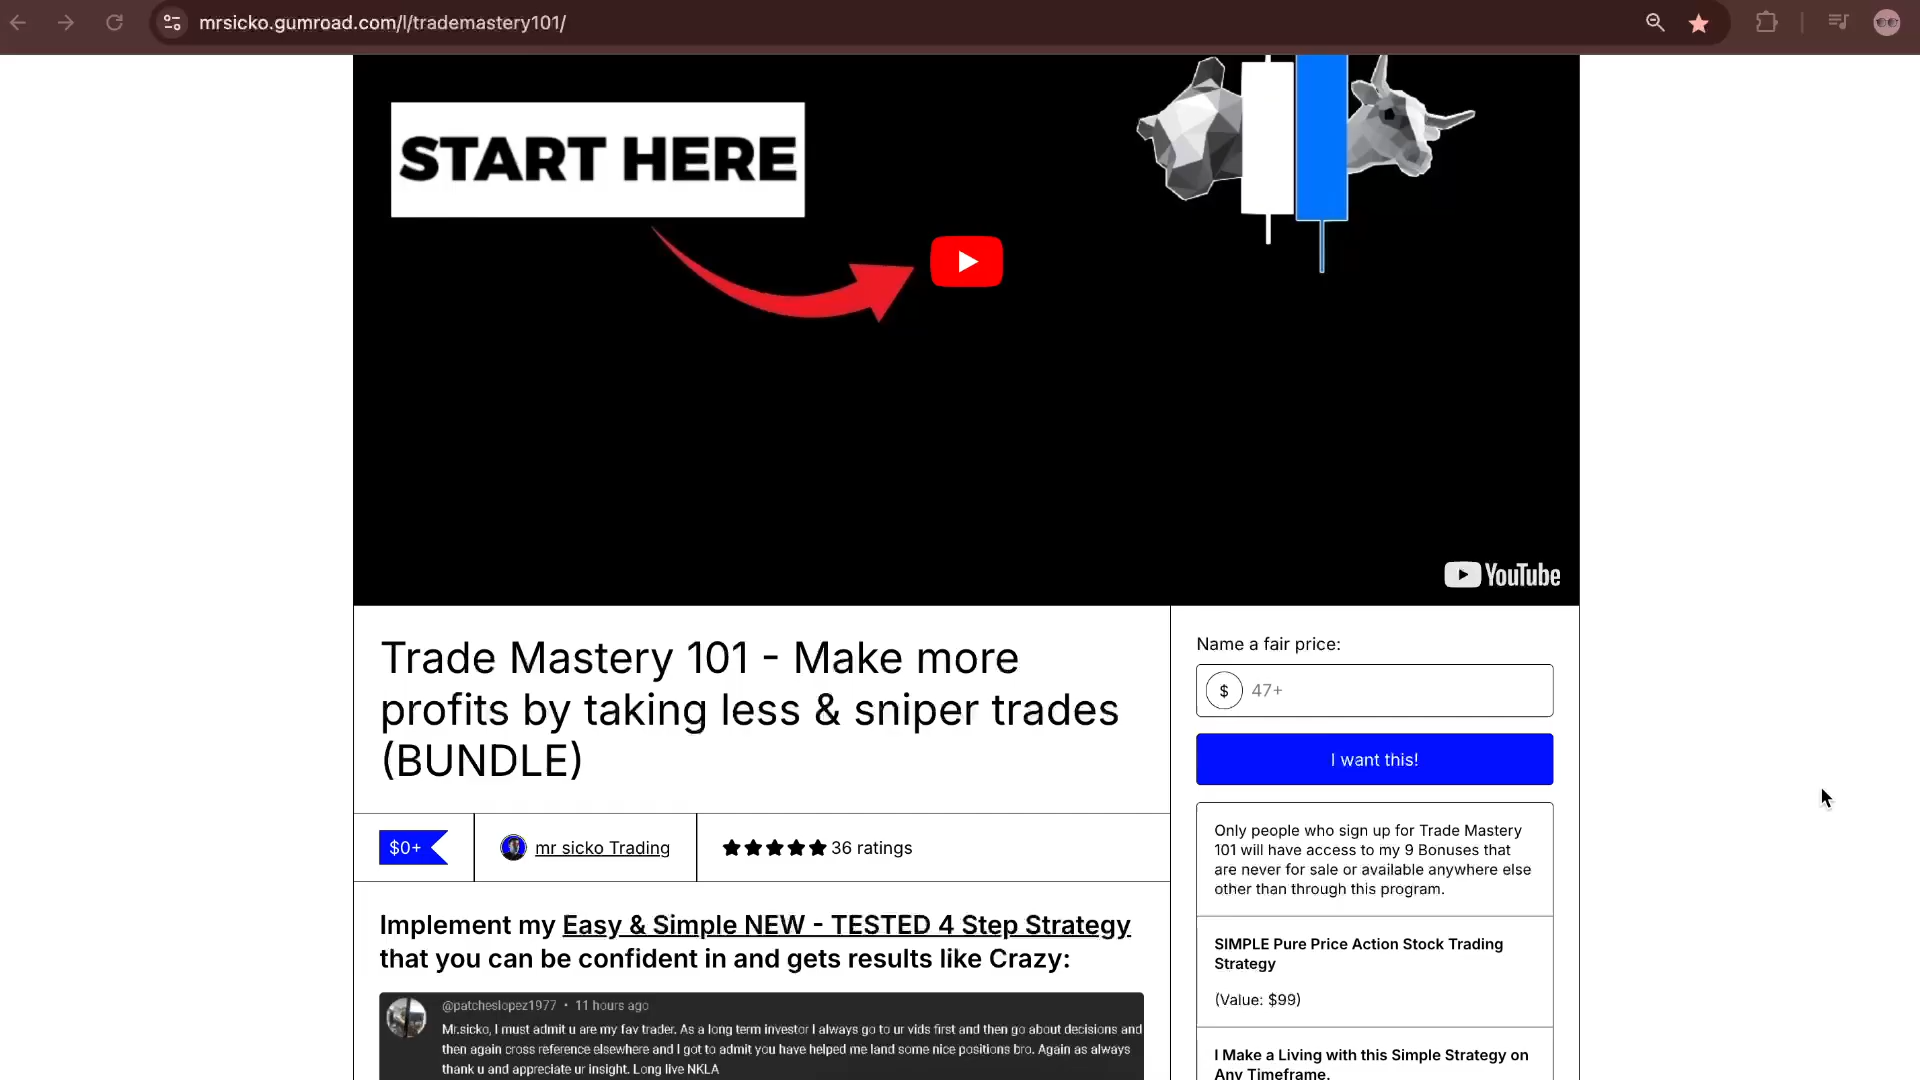 mrsicko.gumroad.com/l/trademastery101/
START HERE
YouTube
Trade Mastery 101 - Make more
profits by taking less & sniper trades
(BUNDLE)
$0+
mr sicko Trading
36 ratings
Implement my Easy & Simple NEW - TESTED 4 Step Strategy
that you can be confident in and gets results like Crazy:
@patcheslopez1977 • 11 hours ago
Mr.sicko, I must admit u are my fav trader. As a long term investor I always go to ur vids first and then go about decisions and
then again cross reference elsewhere and I got to admit you have helped me land some nice positions bro. Again as always
thank u and appreciate ur insight. Long live NKLA
Name a fair price:
$ 47+
I want this!
Only people who sign up for Trade Mastery
101 will have access to my 9 Bonuses that
are never for sale or available anywhere else
other than through this program.
SIMPLE Pure Price Action Stock Trading
Strategy
(Value: $99)
I Make a Living with this Simple Strategy on
Any Timeframe.